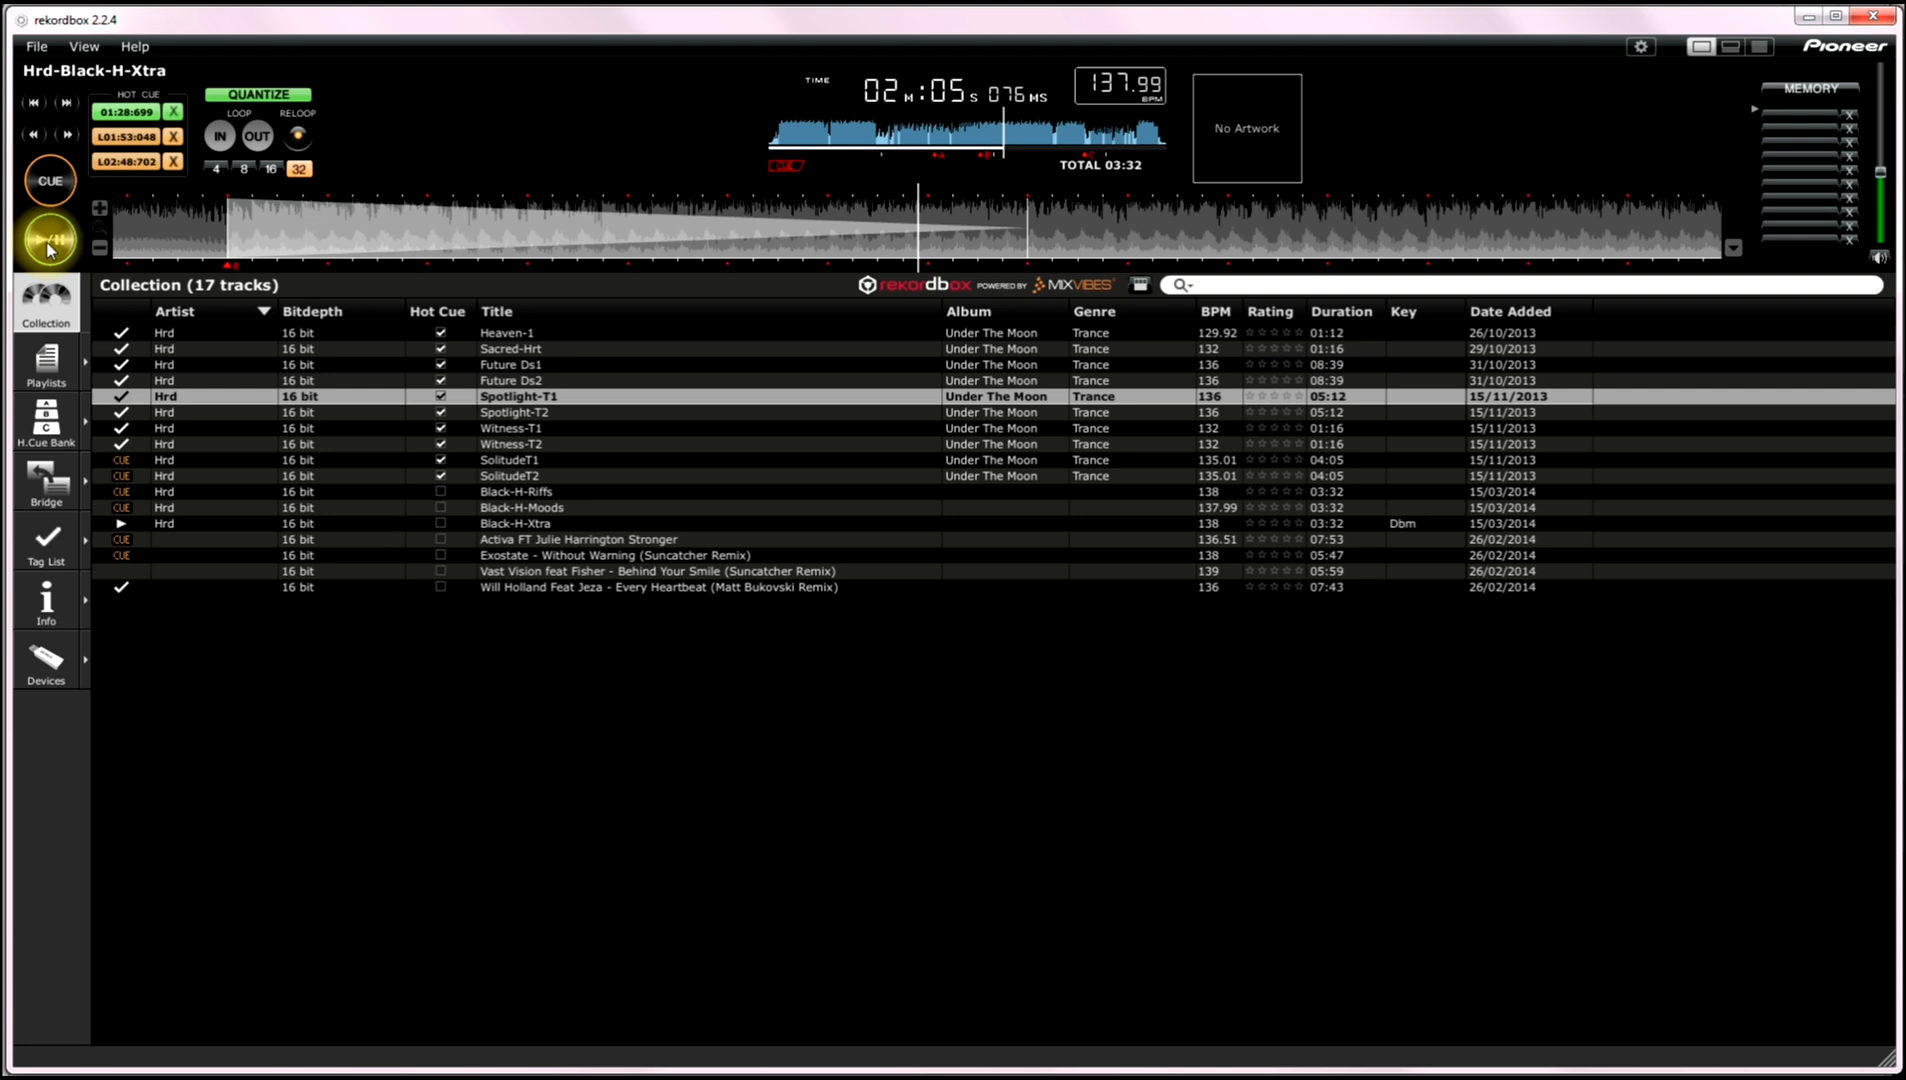 rekordbox 2.2.4
File View Help
Pioneer
Hrd-Black-H-Xtra
HOT CUE
01:28:699 X
L01:53:048 X
L02:48:702 X
QUANTIZE
LOOP RELOOP
IN OUT
4 8 16 32
CUE
TIME 02 M :05 S 076 MS
137.99 BPM
CUE
A B C
TOTAL 03:32
No Artwork
MEMORY
X
X
X
X
X
X
X
X
X
X
Collection (17 tracks)
rekordbox POWERED BY MIXVIBES
Collection
Playlists
A
B
C
H.Cue Bank
Bridge
Tag List
Info
Devices
Artist Bitdepth Hot Cue Title Album Genre BPM Rating Duration Key Date Added
Hrd 16 bit Heaven-1 Under The Moon Trance 129.92 01:12 26/10/2013
Hrd 16 bit Sacred-Hrt Under The Moon Trance 132 01:16 29/10/2013
Hrd 16 bit Future Ds1 Under The Moon Trance 136 08:39 31/10/2013
Hrd 16 bit Future Ds2 Under The Moon Trance 136 08:39 31/10/2013
Hrd 16 bit Spotlight-T1 Under The Moon Trance 136 05:12 15/11/2013
Hrd 16 bit Spotlight-T2 Under The Moon Trance 136 05:12 15/11/2013
Hrd 16 bit Witness-T1 Under The Moon Trance 132 01:16 15/11/2013
Hrd 16 bit Witness-T2 Under The Moon Trance 132 01:16 15/11/2013
CUE Hrd 16 bit SolitudeT1 Under The Moon Trance 135.01 04:05 15/11/2013
CUE Hrd 16 bit SolitudeT2 Under The Moon Trance 135.01 04:05 15/11/2013
CUE Hrd 16 bit Black-H-Riffs 138 03:32 15/03/2014
CUE Hrd 16 bit Black-H-Moods 137.99 03:32 15/03/2014
Hrd 16 bit Black-H-Xtra 138 03:32 Dbm 15/03/2014
CUE 16 bit Activa FT Julie Harrington Stronger 136.51 07:53 26/02/2014
CUE 16 bit Exostate - Without Warning (Suncatcher Remix) 138 05:47 26/02/2014
16 bit Vast Vision feat Fisher - Behind Your Smile (Suncatcher Remix) 139 05:59 26/02/2014
16 bit Will Holland Feat Jeza - Every Heartbeat (Matt Bukovski Remix) 136 07:43 26/02/2014